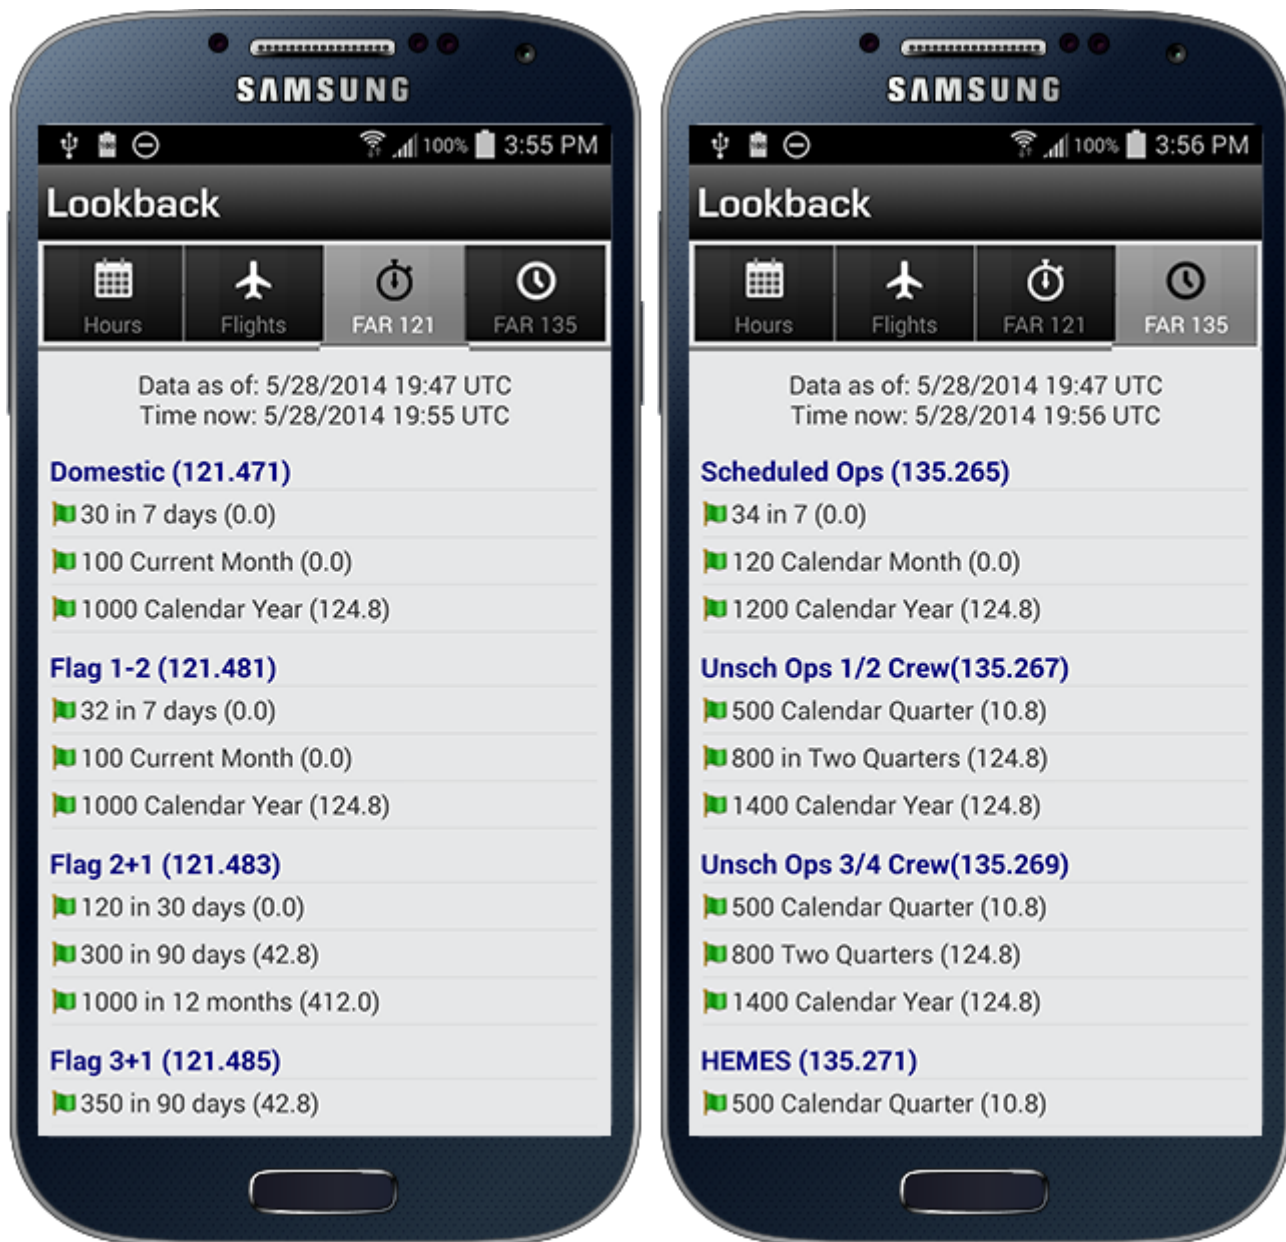 SAMSUNG
100% 3:55 PM
Lookback
Hours Flights FAR 121 FAR 135
Data as of: 5/28/2014 19:47 UTC
Time now: 5/28/2014 19:55 UTC
Domestic (121.471)
30 in 7 days (0.0)
100 Current Month (0.0)
1000 Calendar Year (124.8)
Flag 1-2 (121.481)
32 in 7 days (0.0)
100 Current Month (0.0)
1000 Calendar Year (124.8)
Flag 2+1 (121.483)
120 in 30 days (0.0)
300 in 90 days (42.8)
1000 in 12 months (412.0)
Flag 3+1 (121.485)
350 in 90 days (42.8)
SAMSUNG
100% 3:56 PM
Lookback
Hours Flights FAR 121 FAR 135
Data as of: 5/28/2014 19:47 UTC
Time now: 5/28/2014 19:56 UTC
Scheduled Ops (135.265)
34 in 7 (0.0)
120 Calendar Month (0.0)
1200 Calendar Year (124.8)
Unsch Ops 1/2 Crew(135.267)
500 Calendar Quarter (10.8)
800 in Two Quarters (124.8)
1400 Calendar Year (124.8)
Unsch Ops 3/4 Crew(135.269)
500 Calendar Quarter (10.8)
800 Two Quarters (124.8)
1400 Calendar Year (124.8)
HEMES (135.271)
500 Calendar Quarter (10.8)